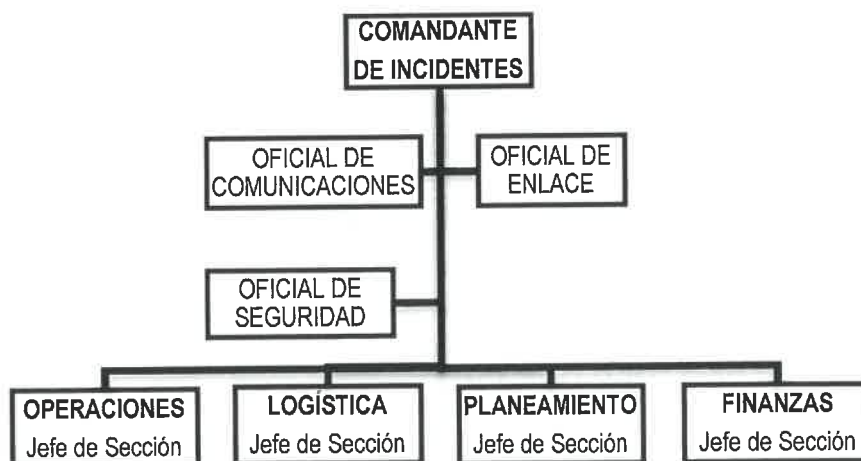 COMANDANTE
DE INCIDENTES
OFICIAL DE
COMUNICACIONES
OFICIAL DE
ENLACE
OFICIAL DE
SEGURIDAD
OPERACIONES
Jefe de Sección
LOGÍSTICA
Jefe de Sección
PLANEAMIENTO
Jefe de Sección
FINANZAS
Jefe de Sección